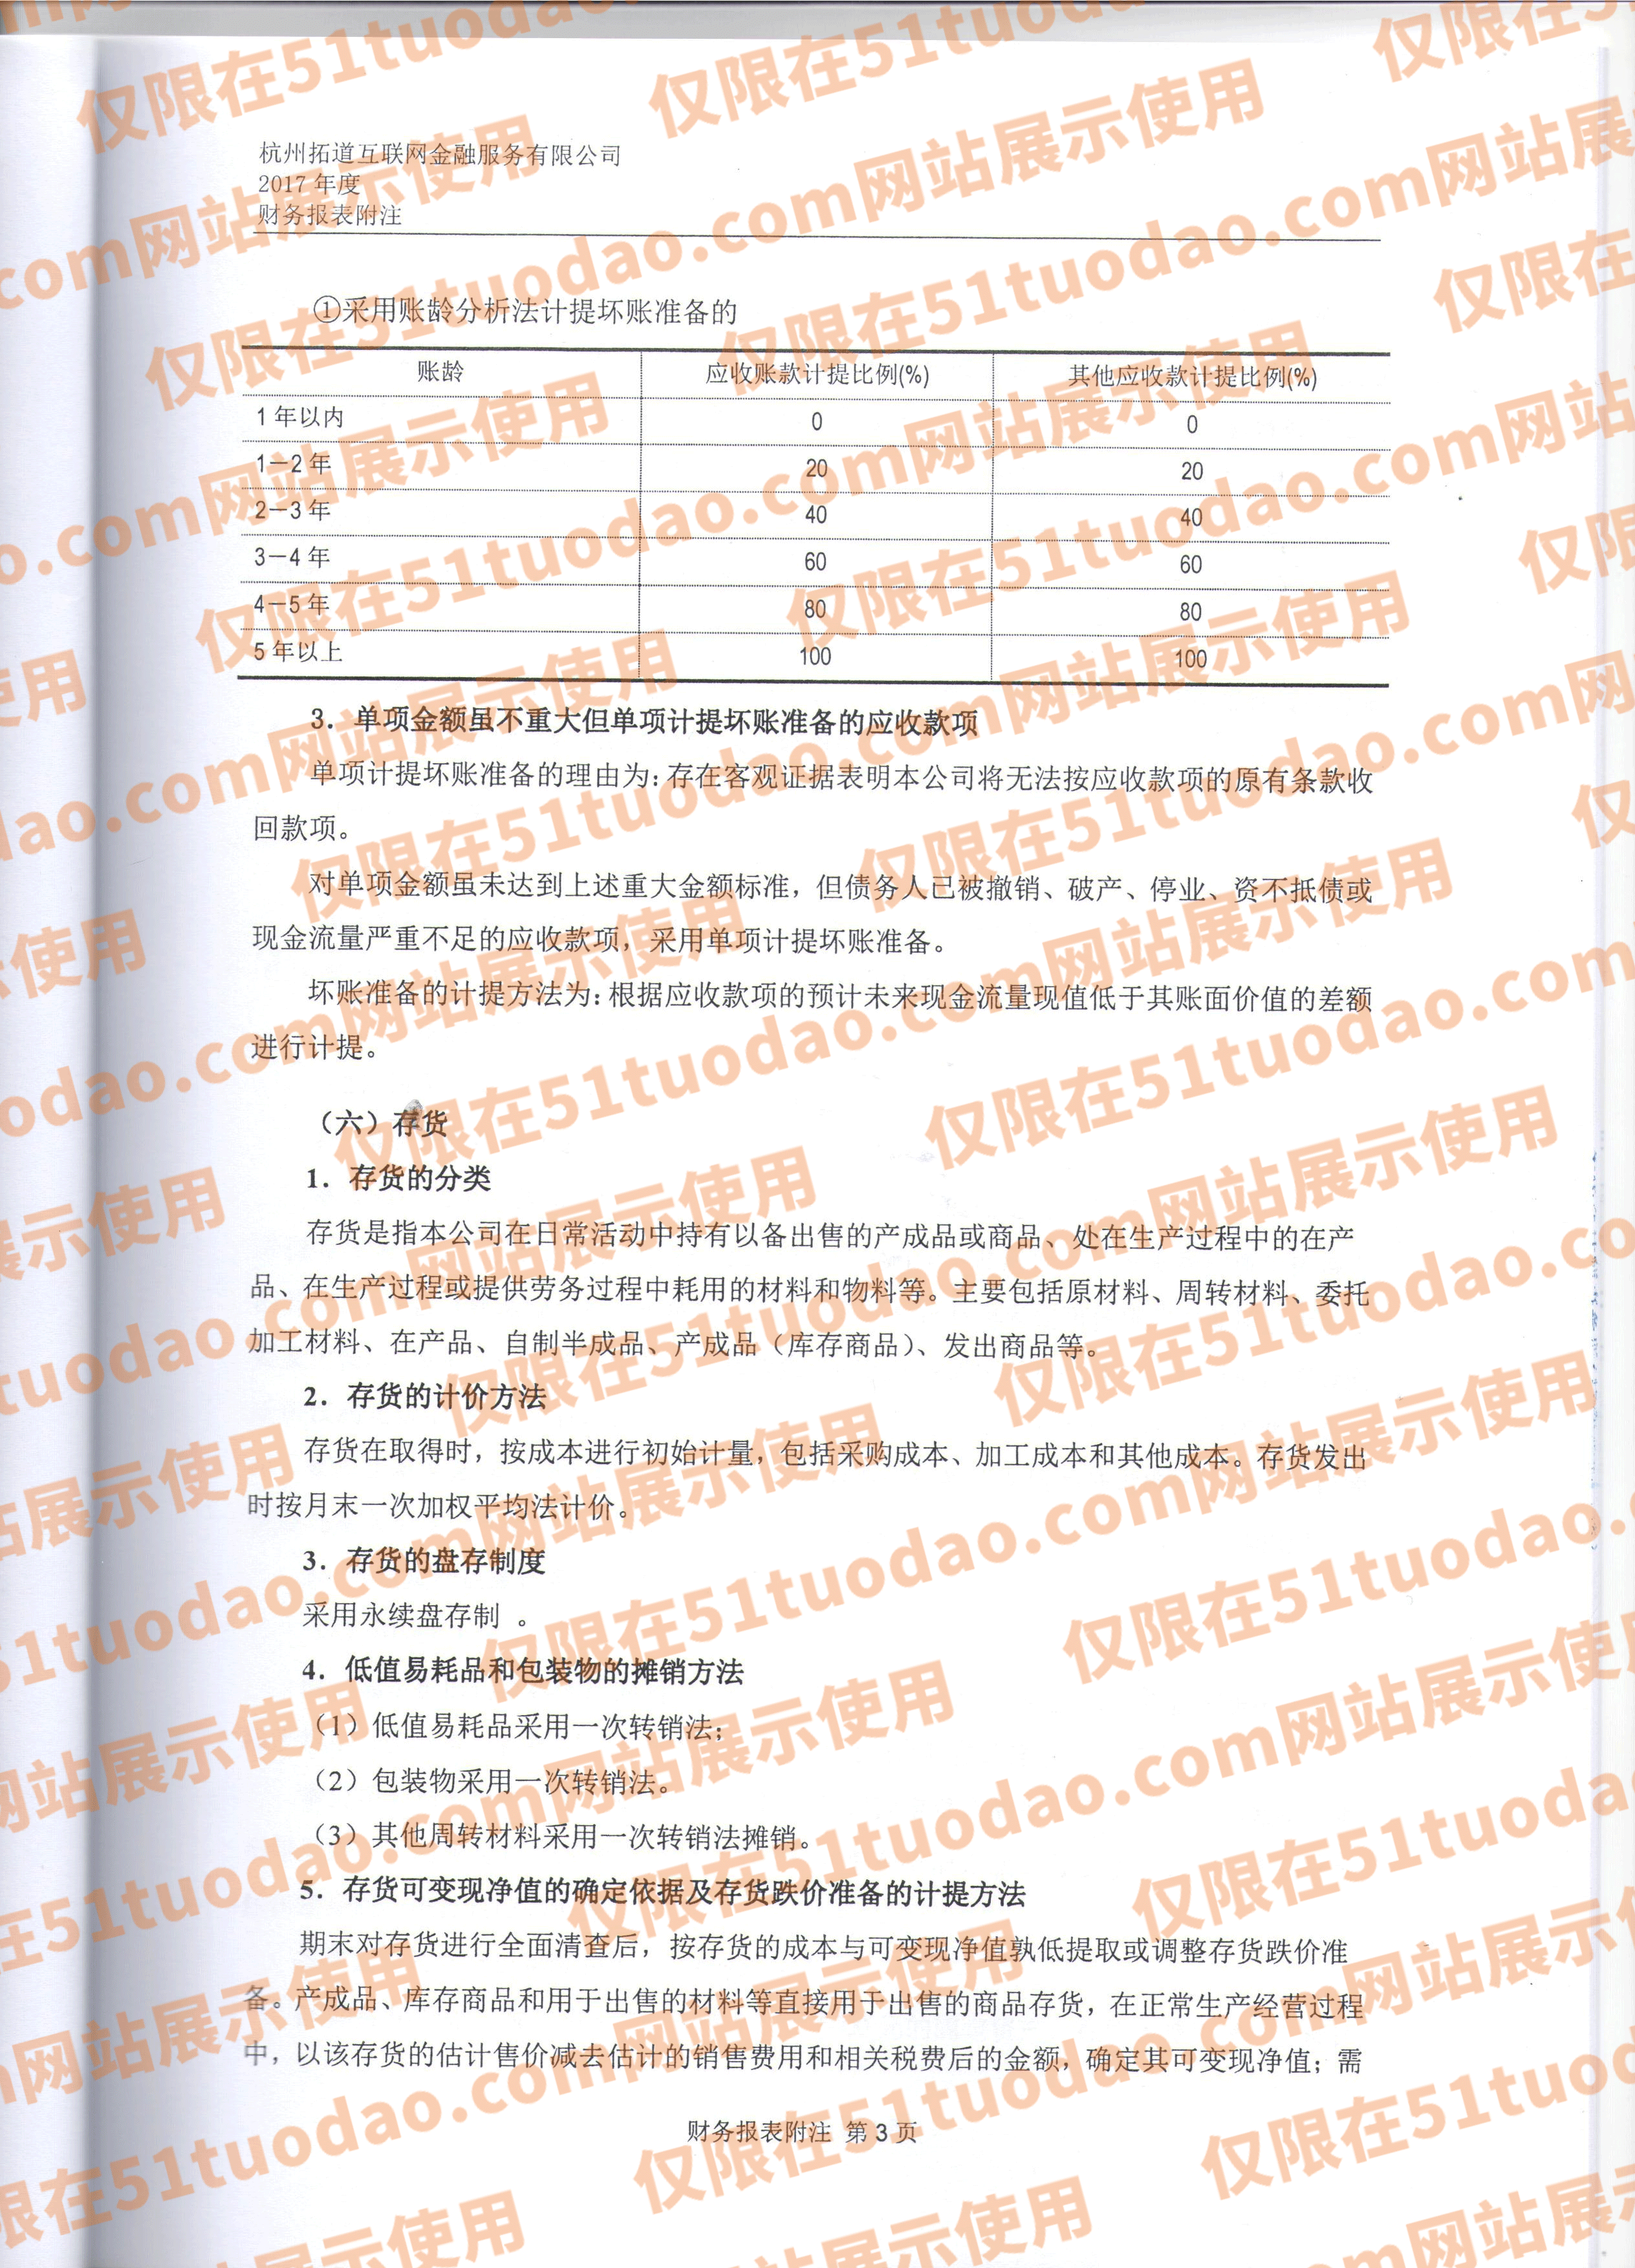 杭州拓道互联网金融服务有限公司
2017 年度
财务报表附注
①采用账龄分析法计提坏账准备的
账龄 应收账款计提比例(%) 其他应收款计提比例(%)
1 年以内 0 0
1－2 年 20 20
2－3 年 40 40
3－4 年 60 60
4－5 年 80 80
5 年以上 100 100
3．单项金额虽不重大但单项计提坏账准备的应收款项
单项计提坏账准备的理由为：存在客观证据表明本公司将无法按应收款项的原有条款收
回款项。
对单项金额虽未达到上述重大金额标准，但债务人已被撤销、破产、停业、资不抵债或
现金流量严重不足的应收款项，采用单项计提坏账准备。
坏账准备的计提方法为：根据应收款项的预计未来现金流量现值低于其账面价值的差额
进行计提。
（六）存货
1．存货的分类
存货是指本公司在日常活动中持有以备出售的产成品或商品、处在生产过程中的在产
品、在生产过程或提供劳务过程中耗用的材料和物料等。主要包括原材料、周转材料、委托
加工材料、在产品、自制半成品、产成品（库存商品）、发出商品等。
2．存货的计价方法
存货在取得时，按成本进行初始计量，包括采购成本、加工成本和其他成本。存货发出
时按月末一次加权平均法计价。
3．存货的盘存制度
采用永续盘存制 。
4．低值易耗品和包装物的摊销方法
（1）低值易耗品采用一次转销法；
（2）包装物采用一次转销法。
（3）其他周转材料采用一次转销法摊销。
5．存货可变现净值的确定依据及存货跌价准备的计提方法
期末对存货进行全面清查后，按存货的成本与可变现净值孰低提取或调整存货跌价准
备。产成品、库存商品和用于出售的材料等直接用于出售的商品存货，在正常生产经营过程
中，以该存货的估计售价减去估计的销售费用和相关税费后的金额，确定其可变现净值；需
财务报表附注 第 3 页
仅限在51tuodao.com网站展示使用